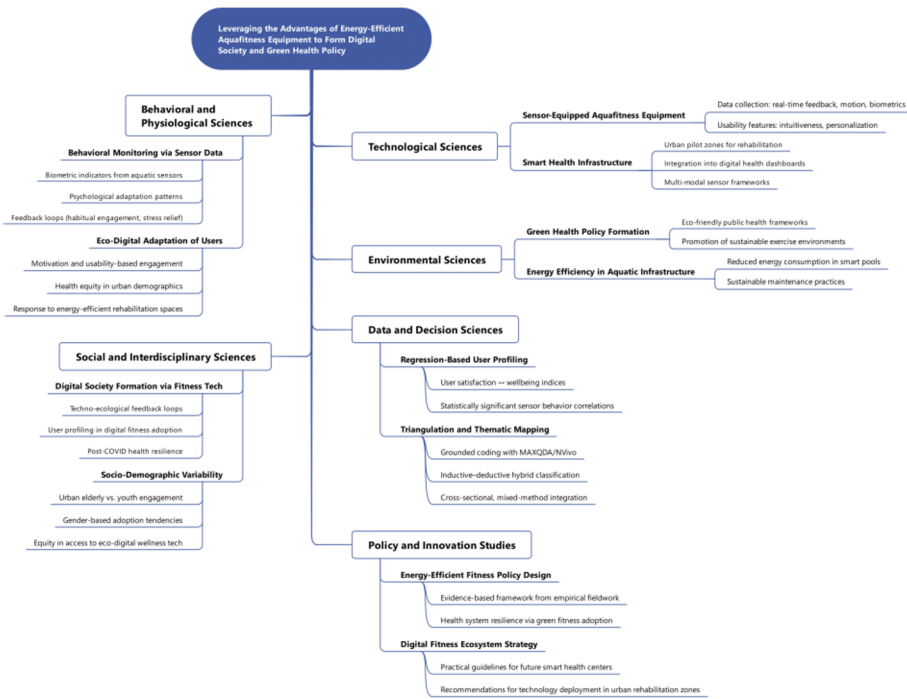 Leveraging the Advantages of Energy-Efficient
Aquafitness Equipment to Form Digital
Society and Green Health Policy
Behavioral and
Physiological Sciences
Behavioral Monitoring via Sensor Data
Biometric indicators from aquatic sensors
Psychological adaptation patterns
Feedback loops (habitual engagement, stress relief)
Eco-Digital Adaptation of Users
Motivation and usability-based engagement
Health equity in urban demographics
Response to energy-efficient rehabilitation spaces
Social and Interdisciplinary Sciences
Digital Society Formation via Fitness Tech
Techno-ecological feedback loops
User profiling in digital fitness adoption
Post-COVID health resilience
Socio-Demographic Variability
Urban elderly vs. youth engagement
Gender-based adoption tendencies
Equity in access to eco-digital wellness tech
Technological Sciences
Sensor-Equipped Aquafitness Equipment
Data collection: real-time feedback, motion, biometrics
Usability features: intuitiveness, personalization
Smart Health Infrastructure
Urban pilot zones for rehabilitation
Integration into digital health dashboards
Multi-modal sensor frameworks
Environmental Sciences
Green Health Policy Formation
Eco-friendly public health frameworks
Promotion of sustainable exercise environments
Energy Efficiency in Aquatic Infrastructure
Reduced energy consumption in smart pools
Sustainable maintenance practices
Data and Decision Sciences
Regression-Based User Profiling
User satisfaction ↔ wellbeing indices
Statistically significant sensor behavior correlations
Triangulation and Thematic Mapping
Grounded coding with MAXQDA/NVivo
Inductive–deductive hybrid classification
Cross-sectional, mixed-method integration
Policy and Innovation Studies
Energy-Efficient Fitness Policy Design
Evidence-based framework from empirical fieldwork
Health system resilience via green fitness adoption
Digital Fitness Ecosystem Strategy
Practical guidelines for future smart health centers
Recommendations for technology deployment in urban rehabilitation zones